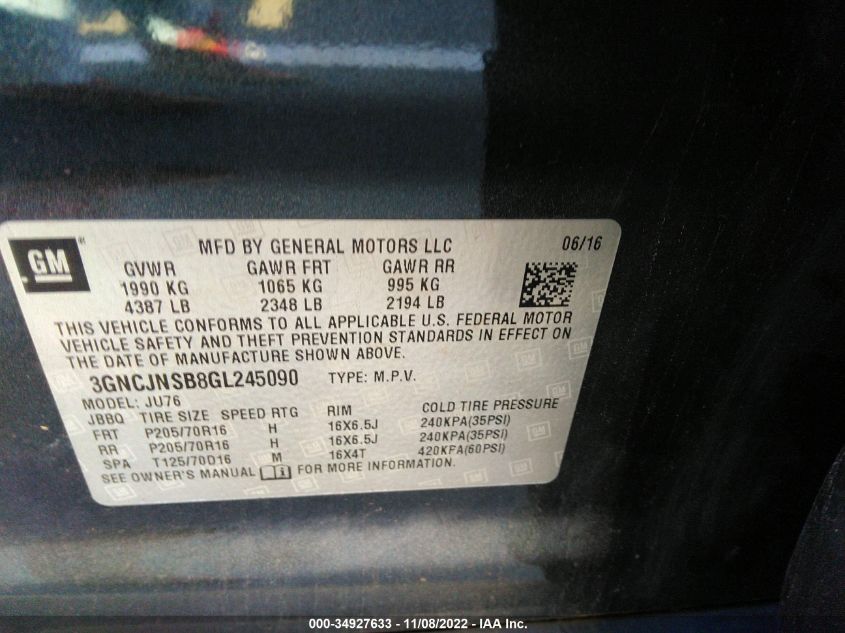 GM
MFD BY GENERAL MOTORS LLC 06/16
GVWR GAWR FRT GAWR RR
1990 KG 1065 KG 995 KG
4387 LB 2348 LB 2194 LB
THIS VEHICLE CONFORMS TO ALL APPLICABLE U.S. FEDERAL MOTOR
VEHICLE SAFETY AND THEFT PREVENTION STANDARDS IN EFFECT ON
THE DATE OF MANUFACTURE SHOWN ABOVE.
3GNCJNSB8GL245090 TYPE: M.P.V.
MODEL: JU76
JBBQ TIRE SIZE SPEED RTG RIM COLD TIRE PRESSURE
FRT P205/70R16 H 16X6.5J 240KPA(35PSI)
RR P205/70R16 H 16X6.5J 240KPA(35PSI)
SPA T125/70D16 M 16X4T 420KPA(60PSI)
SEE OWNER'S MANUAL FOR MORE INFORMATION.
000-34927633 - 11/08/2022 - IAA Inc.